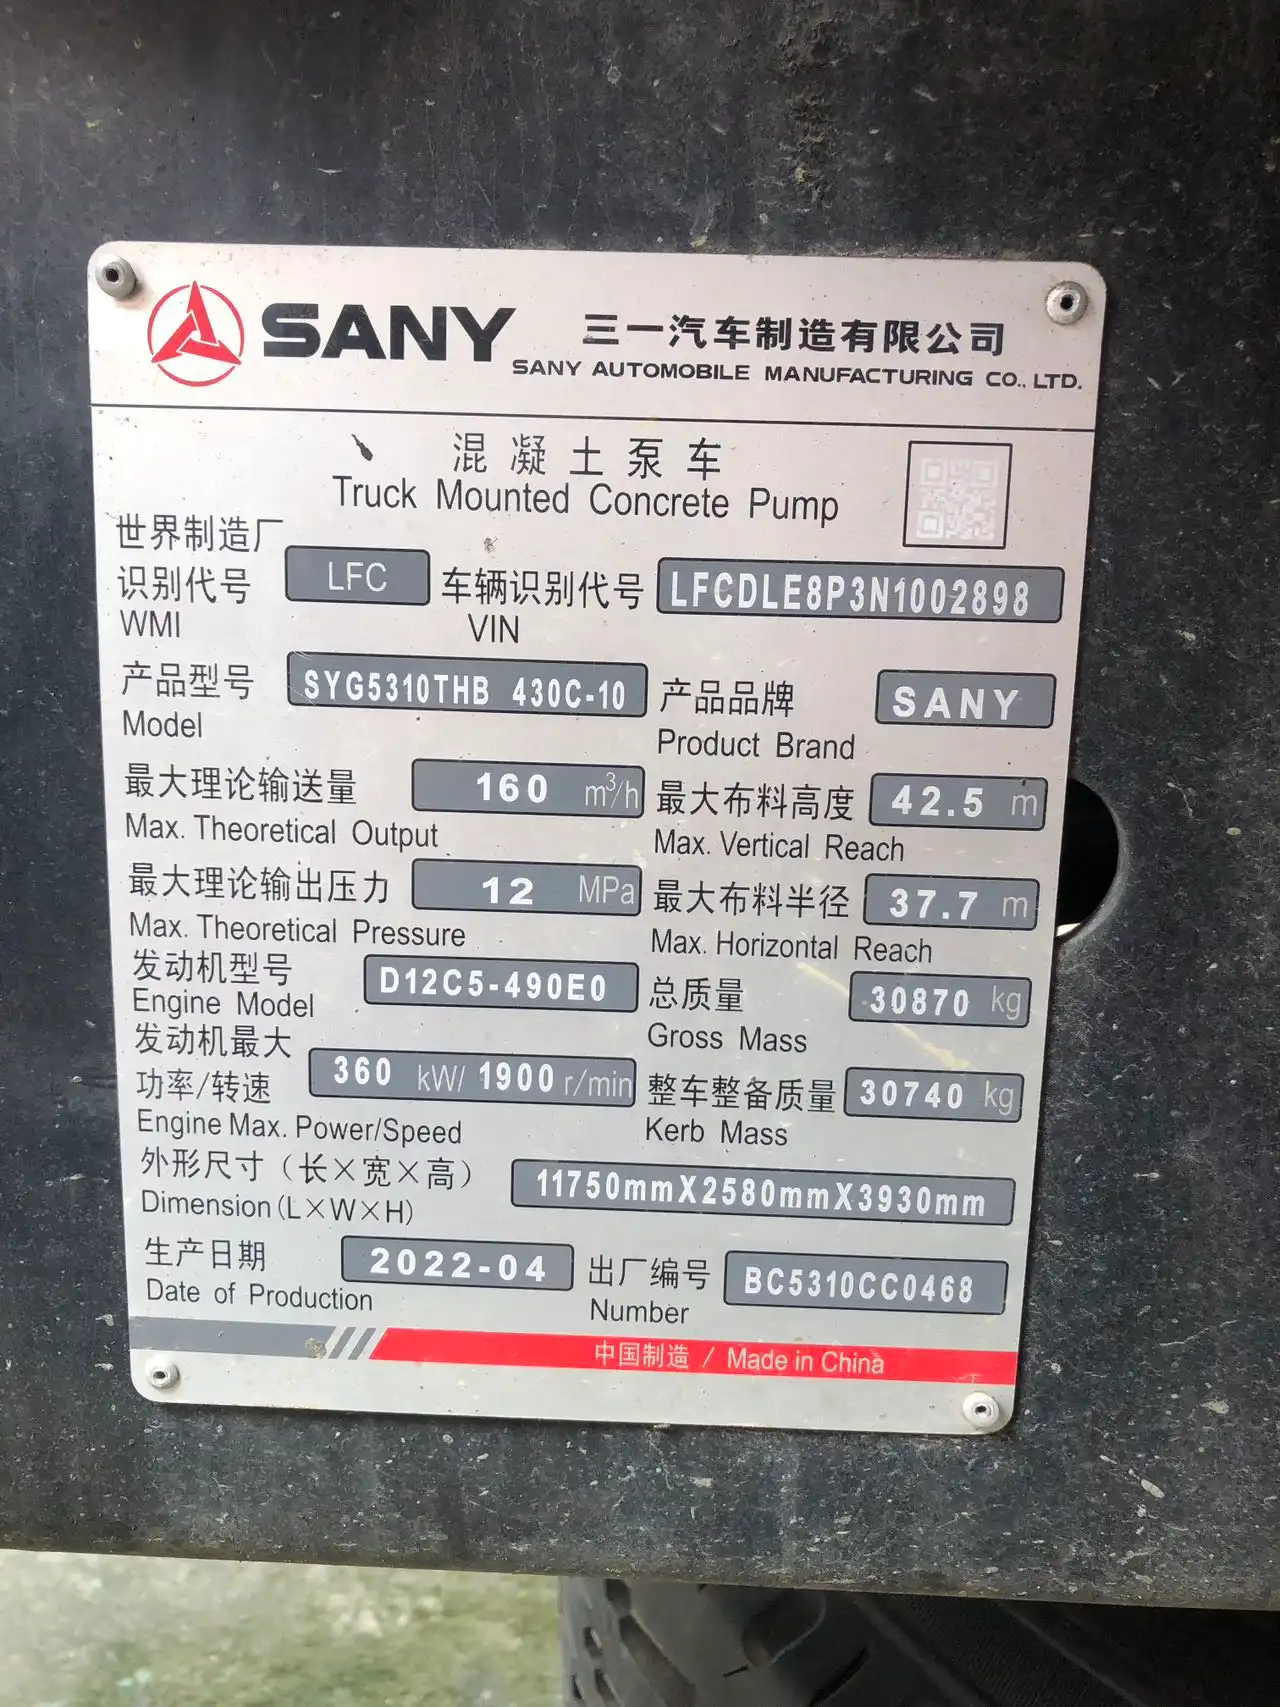 SANY 三一汽车制造有限公司
SANY AUTOMOBILE MANUFACTURING CO., LTD.
混凝土泵车
Truck Mounted Concrete Pump
世界制造厂
识别代号 LFC 车辆识别代号 LFCDLE8P3N1002898
WMI VIN
产品型号 SYG5310THB 430C-10 产品品牌 SANY
Model Product Brand
最大理论输送量 160 m³/h 最大布料高度 42.5 m
Max. Theoretical Output Max. Vertical Reach
最大理论输出压力 12 MPa 最大布料半径 37.7 m
Max. Theoretical Pressure Max. Horizontal Reach
发动机型号 D12C5-490E0 总质量 30870 kg
Engine Model Gross Mass
发动机最大
功率/转速 360 kW/ 1900 r/min 整车整备质量 30740 kg
Engine Max. Power/Speed Kerb Mass
外形尺寸（长×宽×高） 11750mmX2580mmX3930mm
Dimension(L×W×H)
生产日期 2022-04 出厂编号 BC5310CC0468
Date of Production Number
中国制造 / Made in China